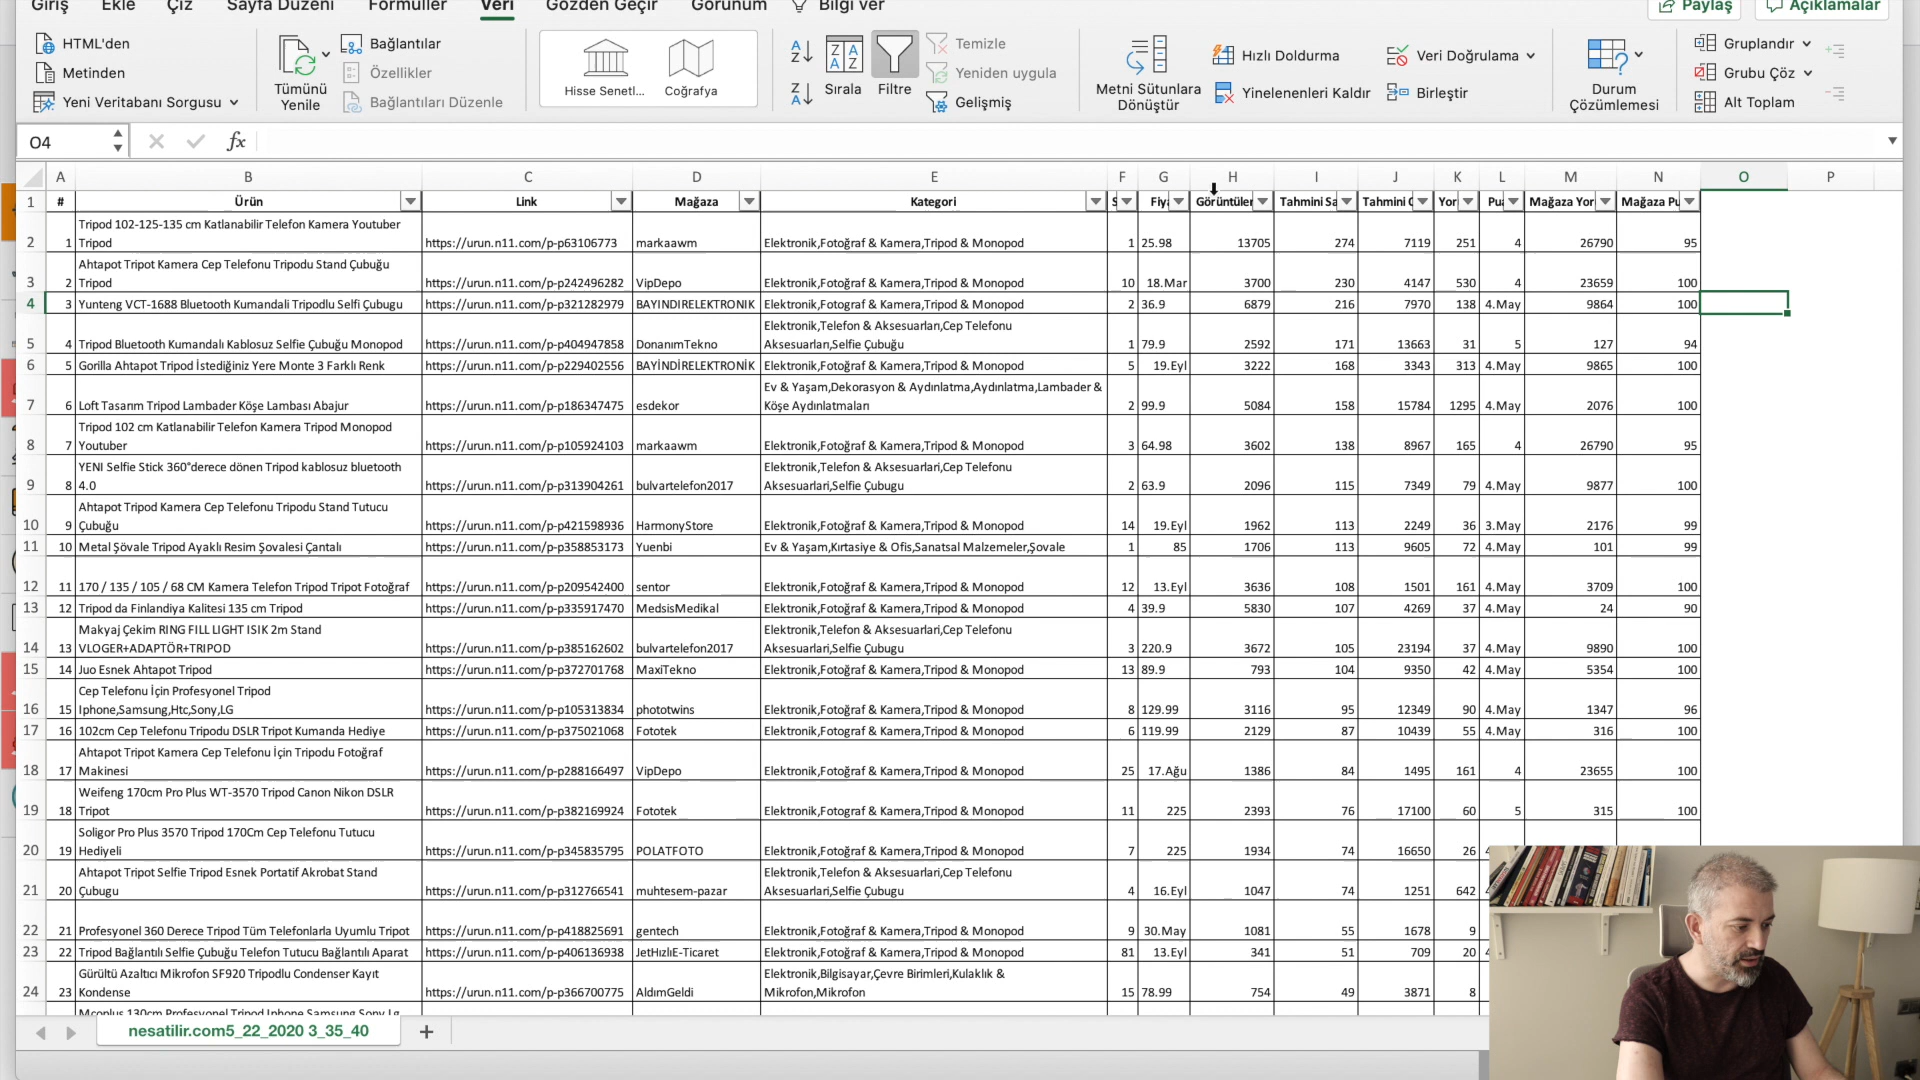 Giriş Ekle Çiz Sayfa Düzeni Formüller Veri Gözden Geçir Görünüm Bilgi ver Paylaş Açıklamalar
HTML'den Bağlantılar Temizle Gruplandır
Hızlı Doldurma Veri Doğrulama
Metinden Özellikler Yeniden uygula Grubu Çöz
Tümünü Yenile Hisse Senetl... Coğrafya Sırala Filtre Metni Sütunlara Dönüştür Durum Çözümlemesi
Yinelenenleri Kaldır Birleştir
Yeni Veritabanı Sorgusu Bağlantıları Düzenle Gelişmiş Alt Toplam
O4 fx
A B C D E F G H I J K L M N O P
1 # Ürün Link Mağaza Kategori S Fiya Görüntüler Tahmini Sa Tahmini Yor Pua Mağaza Yor Mağaza Pu
Tripod 102-125-135 cm Katlanabilir Telefon Kamera Youtuber
2 1 Tripod https://urun.n11.com/p-p63106773 markaawm Elektronik,Fotoğraf & Kamera,Tripod & Monopod 1 25.98 13705 274 7119 251 4 26790 95
Ahtapot Tripot Kamera Cep Telefonu Tripodu Stand Çubuğu
3 2 Tripod https://urun.n11.com/p-p242496282 VipDepo Elektronik,Fotoğraf & Kamera,Tripod & Monopod 10 18.Mar 3700 230 4147 530 4 23659 100
4 3 Yunteng VCT-1688 Bluetooth Kumandali Tripodlu Selfi Çubugu https://urun.n11.com/p-p321282979 BAYINDIRELEKTRONIK Elektronik,Fotograf & Kamera,Tripod & Monopod 2 36.9 6879 216 7970 138 4.May 9864 100
Elektronik,Telefon & Aksesuarları,Cep Telefonu
5 4 Tripod Bluetooth Kumandalı Kablosuz Selfie Çubuğu Monopod https://urun.n11.com/p-p404947858 DonanımTekno Aksesuarları,Selfie Çubuğu 1 79.9 2592 171 13663 31 5 127 94
6 5 Gorilla Ahtapot Tripod İstediğiniz Yere Monte 3 Farklı Renk https://urun.n11.com/p-p229402556 BAYİNDİRELEKTRONİK Elektronik,Fotoğraf & Kamera,Tripod & Monopod 5 19.Eyl 3222 168 3343 313 4.May 9865 100
Ev & Yaşam,Dekorasyon & Aydınlatma,Aydınlatma,Lambader &
7 6 Loft Tasarım Tripod Lambader Köşe Lambası Abajur https://urun.n11.com/p-p186347475 esdekor Köşe Aydınlatmaları 2 99.9 5084 158 15784 1295 4.May 2076 100
Tripod 102 cm Katlanabilir Telefon Kamera Tripod Monopod
8 7 Youtuber https://urun.n11.com/p-p105924103 markaawm Elektronik,Fotoğraf & Kamera,Tripod & Monopod 3 64.98 3602 138 8967 165 4 26790 95
YENI Selfie Stick 360°derece dönen Tripod kablosuz bluetooth Elektronik,Telefon & Aksesuarlari,Cep Telefonu
9 8 4.0 https://urun.n11.com/p-p313904261 bulvartelefon2017 Aksesuarlari,Selfie Çubugu 2 63.9 2096 115 7349 79 4.May 9877 100
Ahtapot Tripod Kamera Cep Telefonu Tripodu Stand Tutucu
10 9 Çubuğu https://urun.n11.com/p-p421598936 HarmonyStore Elektronik,Fotoğraf & Kamera,Tripod & Monopod 14 19.Eyl 1962 113 2249 36 3.May 2176 99
11 10 Metal Şövale Tripod Ayaklı Resim Şovalesi Çantalı https://urun.n11.com/p-p358853173 Yuenbi Ev & Yaşam,Kırtasiye & Ofis,Sanatsal Malzemeler,Şovale 1 85 1706 113 9605 72 4.May 101 99
12 11 170 / 135 / 105 / 68 CM Kamera Telefon Tripod Tripot Fotoğraf https://urun.n11.com/p-p209542400 sentor Elektronik,Fotoğraf & Kamera,Tripod & Monopod 12 13.Eyl 3636 108 1501 161 4.May 3709 100
13 12 Tripod da Finlandiya Kalitesi 135 cm Tripod https://urun.n11.com/p-p335917470 MedsisMedikal Elektronik,Fotoğraf & Kamera,Tripod & Monopod 4 39.9 5830 107 4269 37 4.May 24 90
Makyaj Çekim RING FILL LIGHT ISIK 2m Stand Elektronik,Telefon & Aksesuarlari,Cep Telefonu
14 13 VLOGER+ADAPTÖR+TRIPOD https://urun.n11.com/p-p385162602 bulvartelefon2017 Aksesuarlari,Selfie Çubugu 3 220.9 3672 105 23194 37 4.May 9890 100
15 14 Juo Esnek Ahtapot Tripod https://urun.n11.com/p-p372701768 MaxiTekno Elektronik,Fotoğraf & Kamera,Tripod & Monopod 13 89.9 793 104 9350 42 4.May 5354 100
Cep Telefonu İçin Profesyonel Tripod
16 15 Iphone,Samsung,Htc,Sony,LG https://urun.n11.com/p-p105313834 phototwins Elektronik,Fotoğraf & Kamera,Tripod & Monopod 8 129.99 3116 95 12349 90 4.May 1347 96
17 16 102cm Cep Telefonu Tripodu DSLR Tripot Kumanda Hediye https://urun.n11.com/p-p375021068 Fototek Elektronik,Fotograf & Kamera,Tripod & Monopod 6 119.99 2129 87 10439 55 4.May 316 100
Ahtapot Tripot Kamera Cep Telefonu İçin Tripodu Fotoğraf
18 17 Makinesi https://urun.n11.com/p-p288166497 VipDepo Elektronik,Fotoğraf & Kamera,Tripod & Monopod 25 17.Ağu 1386 84 1495 161 4 23655 100
Weifeng 170cm Pro Plus WT-3570 Tripod Canon Nikon DSLR
19 18 Tripot https://urun.n11.com/p-p382169924 Fototek Elektronik,Fotograf & Kamera,Tripod & Monopod 11 225 2393 76 17100 60 5 315 100
Soligor Pro Plus 3570 Tripod 170Cm Cep Telefonu Tutucu
20 19 Hediyeli https://urun.n11.com/p-p345835795 POLATFOTO Elektronik,Fotoğraf & Kamera,Tripod & Monopod 7 225 1934 74 16650 26
Ahtapot Tripot Selfie Tripod Esnek Portatif Akrobat Stand Elektronik,Telefon & Aksesuarlari,Cep Telefonu
21 20 Çubugu https://urun.n11.com/p-p312766541 muhtesem-pazar Aksesuarlari,Selfie Çubugu 4 16.Eyl 1047 74 1251 642
22 21 Profesyonel 360 Derece Tripod Tüm Telefonlarla Uyumlu Tripot https://urun.n11.com/p-p418825691 gentech Elektronik,Fotoğraf & Kamera,Tripod & Monopod 9 30.May 1081 55 1678 9
23 22 Tripod Bağlantılı Selfie Çubuğu Telefon Tutucu Bağlantılı Aparat https://urun.n11.com/p-p406136938 JetHızlıE-Ticaret Elektronik,Fotoğraf & Kamera,Tripod & Monopod 81 13.Eyl 341 51 709 20
Gürültü Azaltıcı Mikrofon SF920 Tripodlu Condenser Kayıt Elektronik,Bilgisayar,Çevre Birimleri,Kulaklık &
24 23 Kondense https://urun.n11.com/p-p366700775 AldımGeldi Mikrofon,Mikrofon 15 78.99 754 49 3871 8
Mcoplus 130cm Profesyonel Tripod Iphone Samsung Sony Lg
nesatilir.com5_22_2020 3_35_40